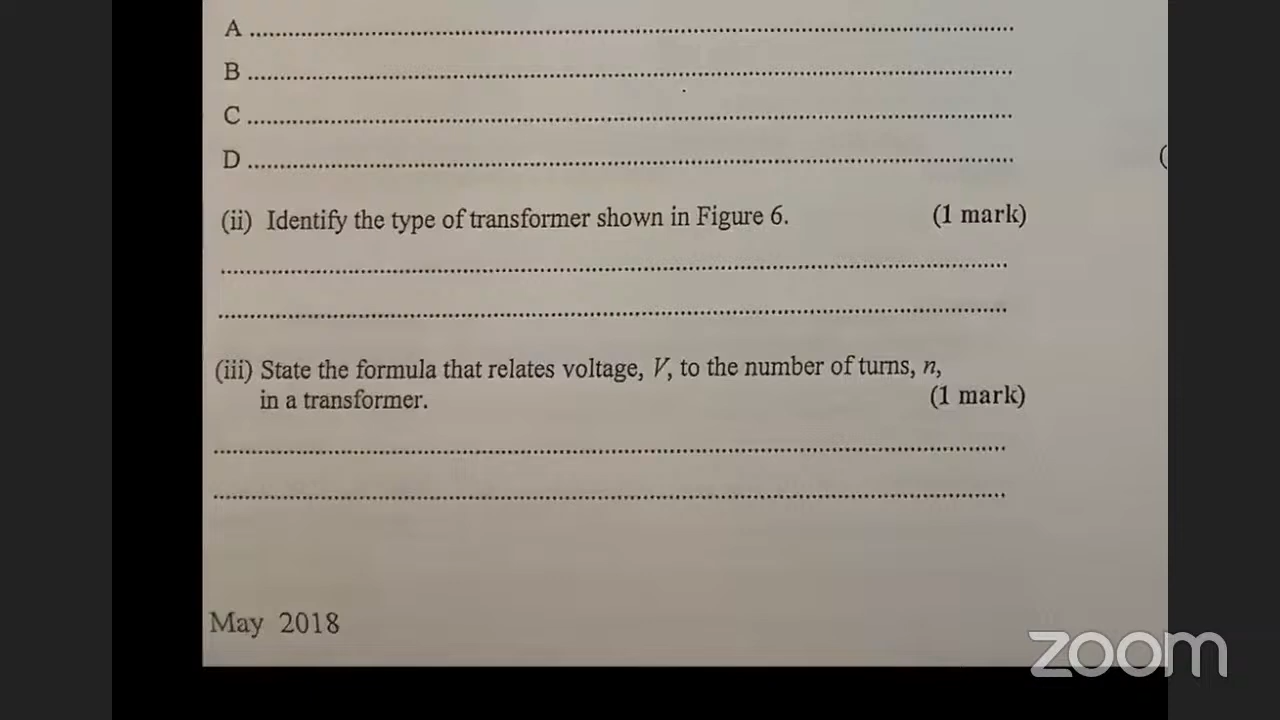 A ........................................................................
B ........................................................................
C ........................................................................
D ........................................................................
(
(ii) Identify the type of transformer shown in Figure 6. (1 mark)
........................................................................
........................................................................
(iii) State the formula that relates voltage, V, to the number of turns, n,
in a transformer. (1 mark)
........................................................................
........................................................................
May 2018
zoom